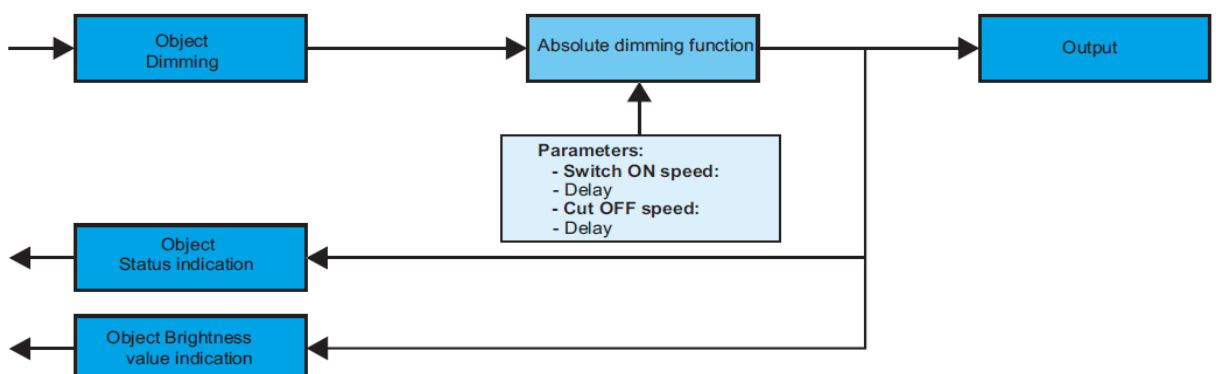 Object
Dimming
Absolute dimming function
Output
Parameters:
- Switch ON speed:
- Delay
- Cut OFF speed:
- Delay
Object
Status indication
Object Brightness
value indication